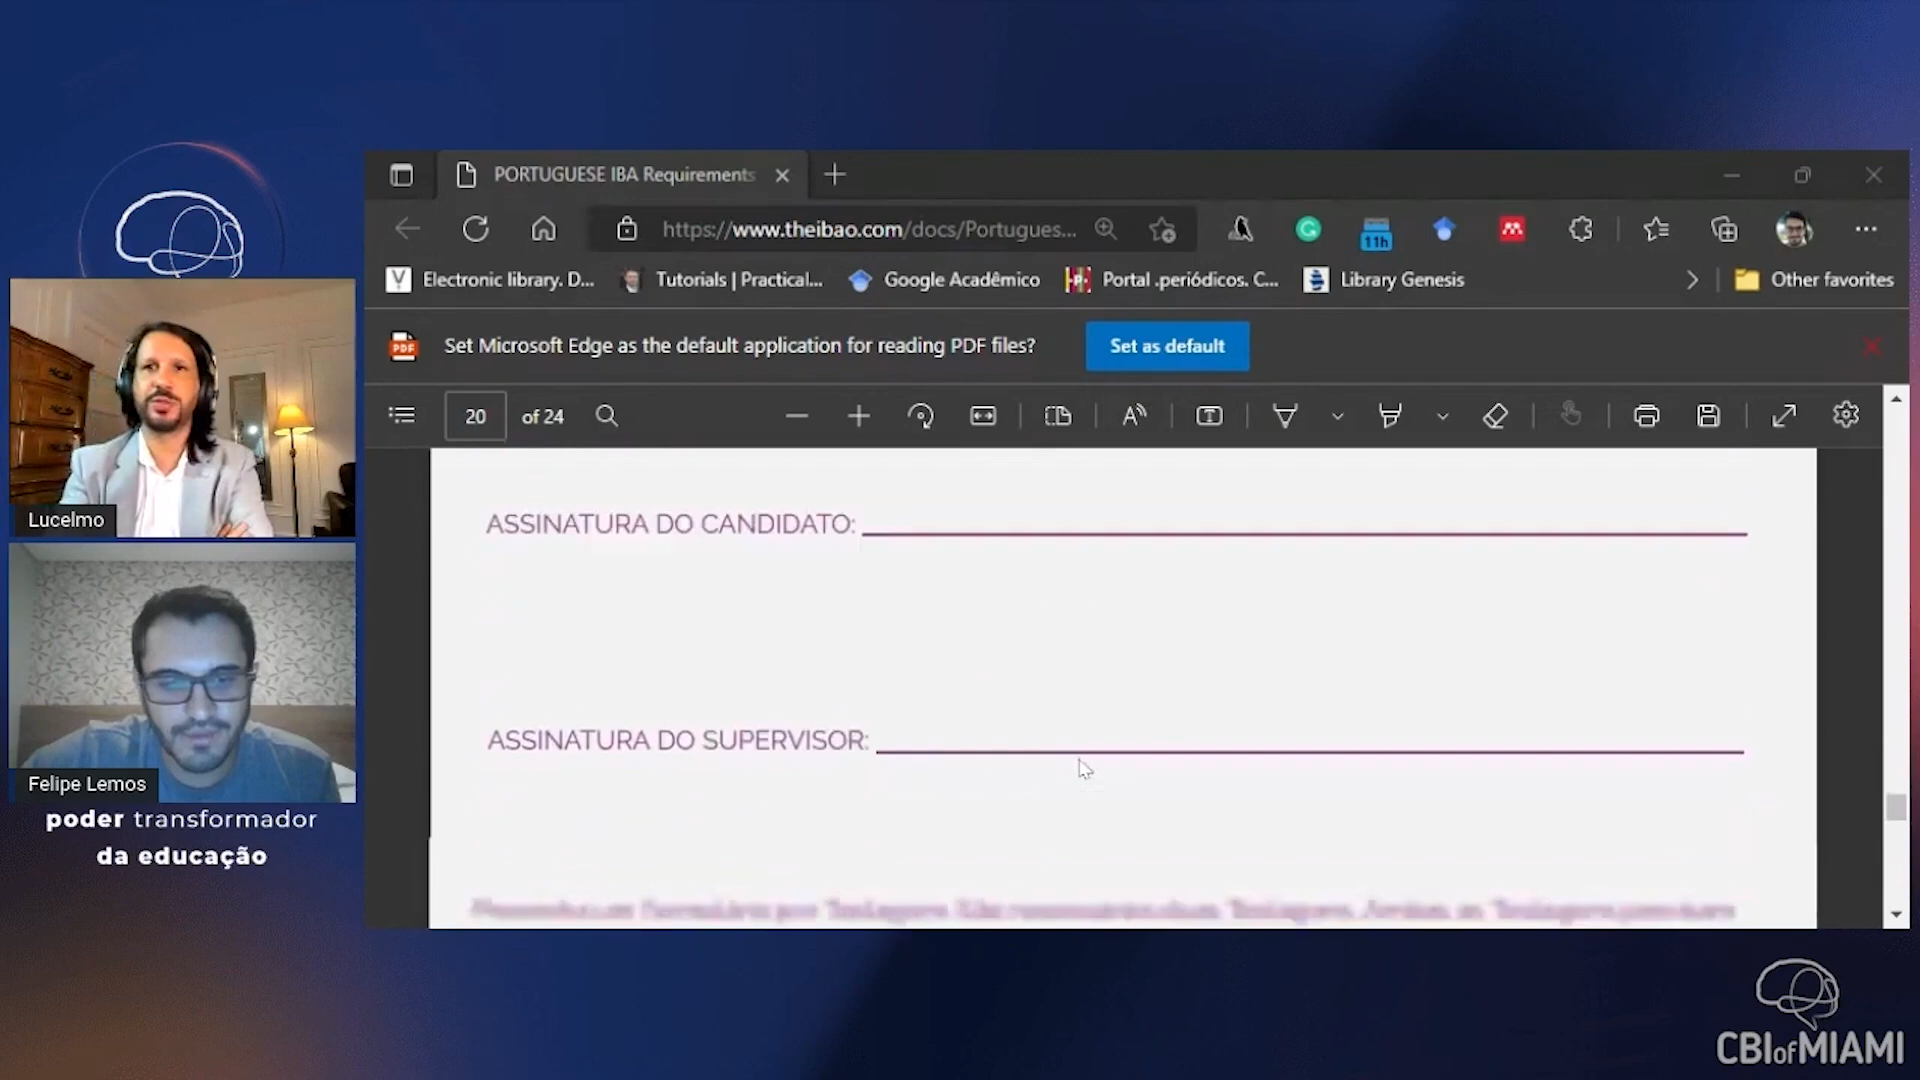 PORTUGUESE IBA Requirements
https://www.theibao.com/docs/Portugues...
11h
Electronic library. D...
Tutorials | Practical...
Google Acadêmico
Portal .periódicos. C...
Library Genesis
Other favorites
PDF
Set Microsoft Edge as the default application for reading PDF files?
Set as default
20 of 24
ASSINATURA DO CANDIDATO:
ASSINATURA DO SUPERVISOR:
Lucelmo
Felipe Lemos
poder transformador
da educação
CBIofMIAMI